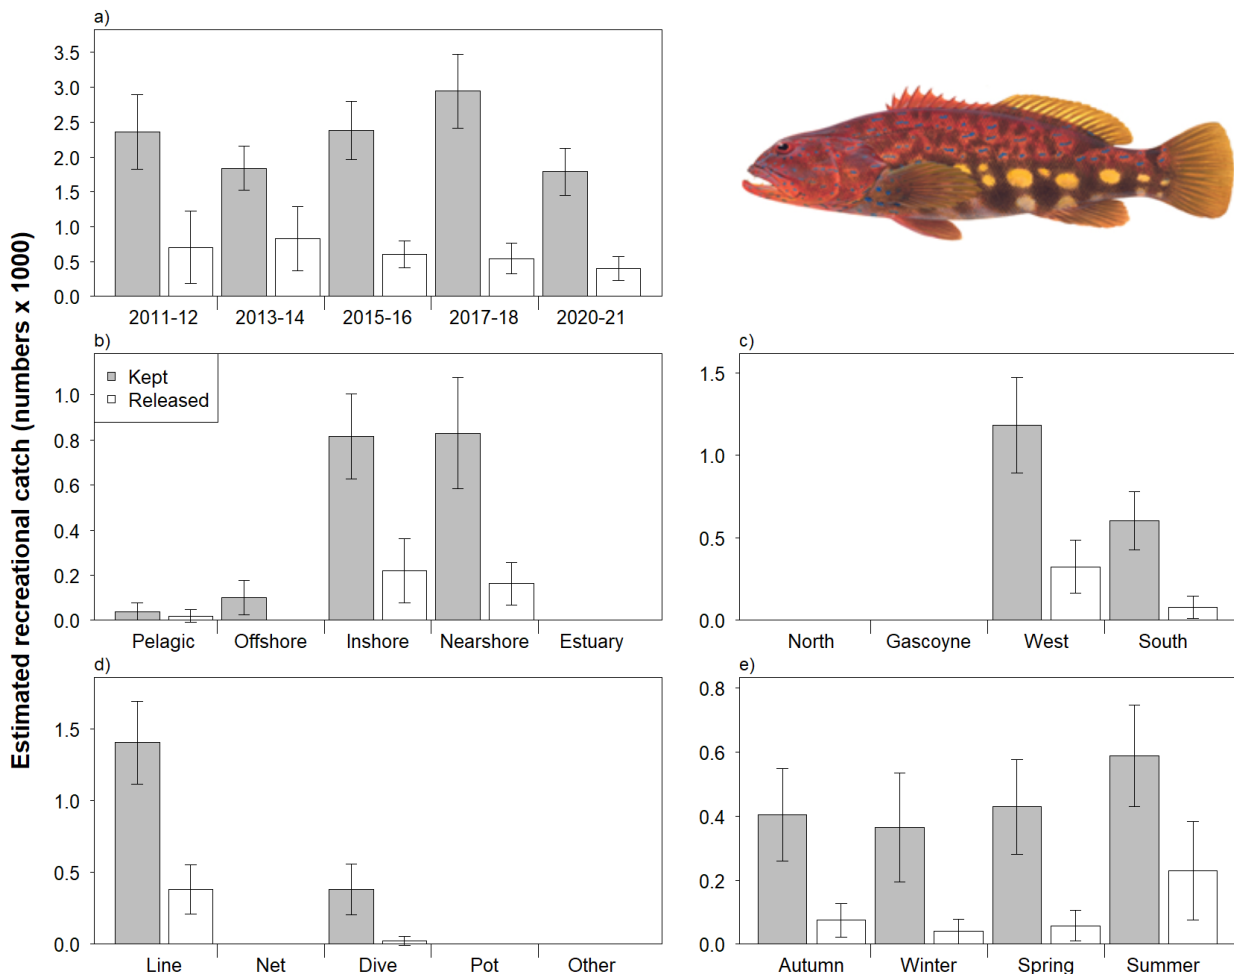 Estimated recreational catch (numbers x 1000)
a)
3.5
3.0
2.5
2.0
1.5
1.0
0.5
0.0
2011-12 2013-14 2015-16 2017-18 2020-21
b)
Kept
Released
1.0
0.8
0.6
0.4
0.2
0.0
Pelagic Offshore Inshore Nearshore Estuary
c)
1.5
1.0
0.5
0.0
North Gascoyne West South
d)
1.5
1.0
0.5
0.0
Line Net Dive Pot Other
e)
0.8
0.6
0.4
0.2
0.0
Autumn Winter Spring Summer